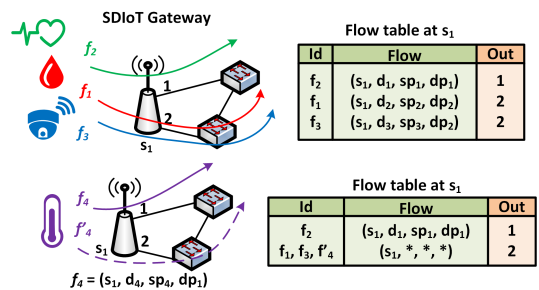 SDIoT Gateway
f2
f1
f3
1
2
s1
Flow table at s1
Id Flow Out
f2 (s1, d1, sp1, dp1) 1
f1 (s1, d2, sp2, dp2) 2
f3 (s1, d3, sp3, dp2) 2
f4
f'4
1
2
s1
f4 = (s1, d4, sp4, dp1)
Flow table at s1
Id Flow Out
f2 (s1, d1, sp1, dp1) 1
f1, f3, f'4 (s1, *, *, *) 2